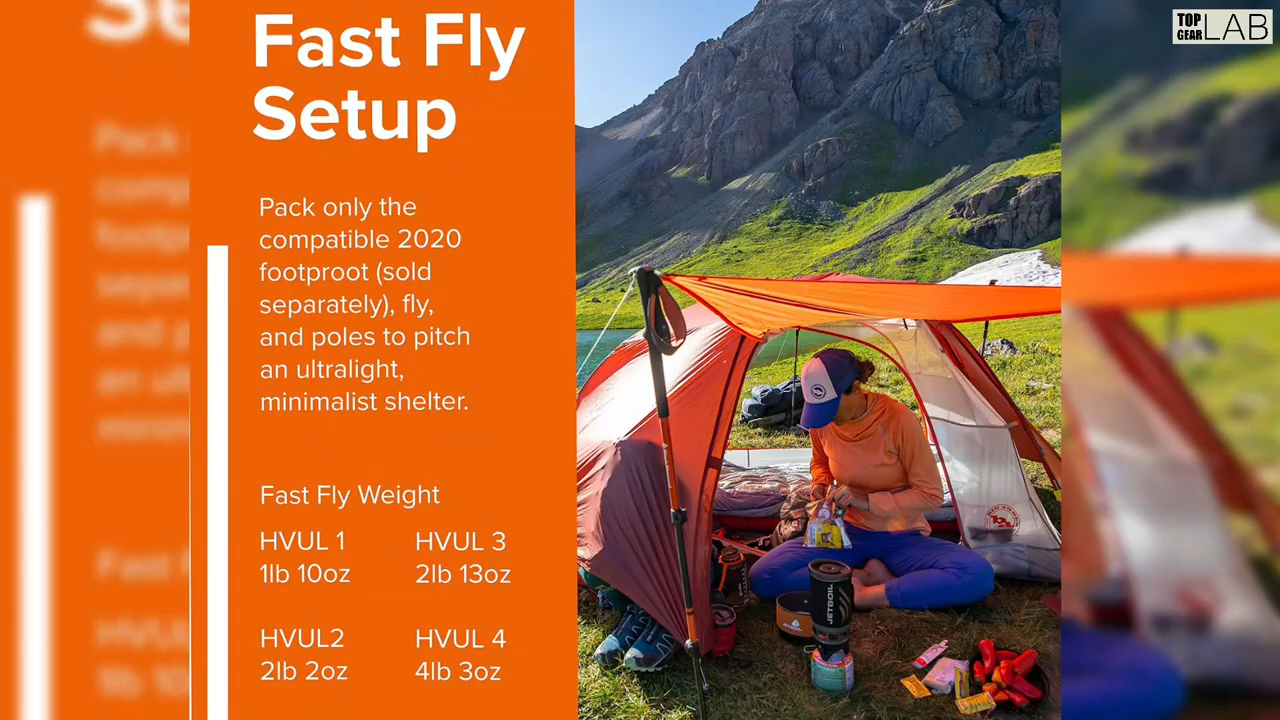 Fast Fly
Setup
Pack only the
compatible 2020
footproot (sold
separately), fly,
and poles to pitch
an ultralight,
minimalist shelter.
Fast Fly Weight
HVUL 1
1lb 10oz
HVUL 3
2lb 13oz
HVUL2
2lb 2oz
HVUL 4
4lb 3oz
TOP
GEAR
LAB
JETBOIL
JETBOIL